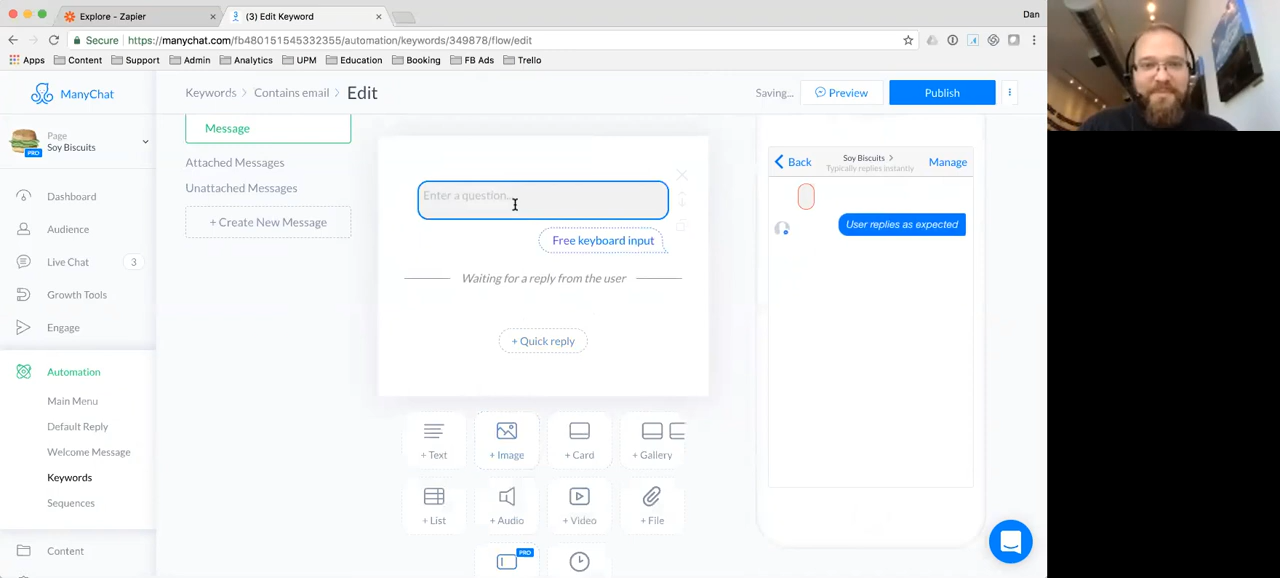 Explore - Zapier
(3) Edit Keyword
Dan
Secure
https://manychat.com/fb480151545332355/automation/keywords/349878/flow/edit
Apps
Content
Support
Admin
Analytics
UPM
Education
Booking
FB Ads
Trello
ManyChat
Keywords
Contains email
Edit
Saving...
Preview
Publish
Page
Soy Biscuits
PRO
Dashboard
Audience
Live Chat
3
Growth Tools
Engage
Automation
Main Menu
Default Reply
Welcome Message
Keywords
Sequences
Content
Message
Attached Messages
Unattached Messages
+ Create New Message
Enter a question...
Free keyboard input
Waiting for a reply from the user
+ Quick reply
+ Text
+ Image
+ Card
+ Gallery
+ List
+ Audio
+ Video
+ File
PRO
Back
Soy Biscuits
Typically replies instantly
Manage
User replies as expected